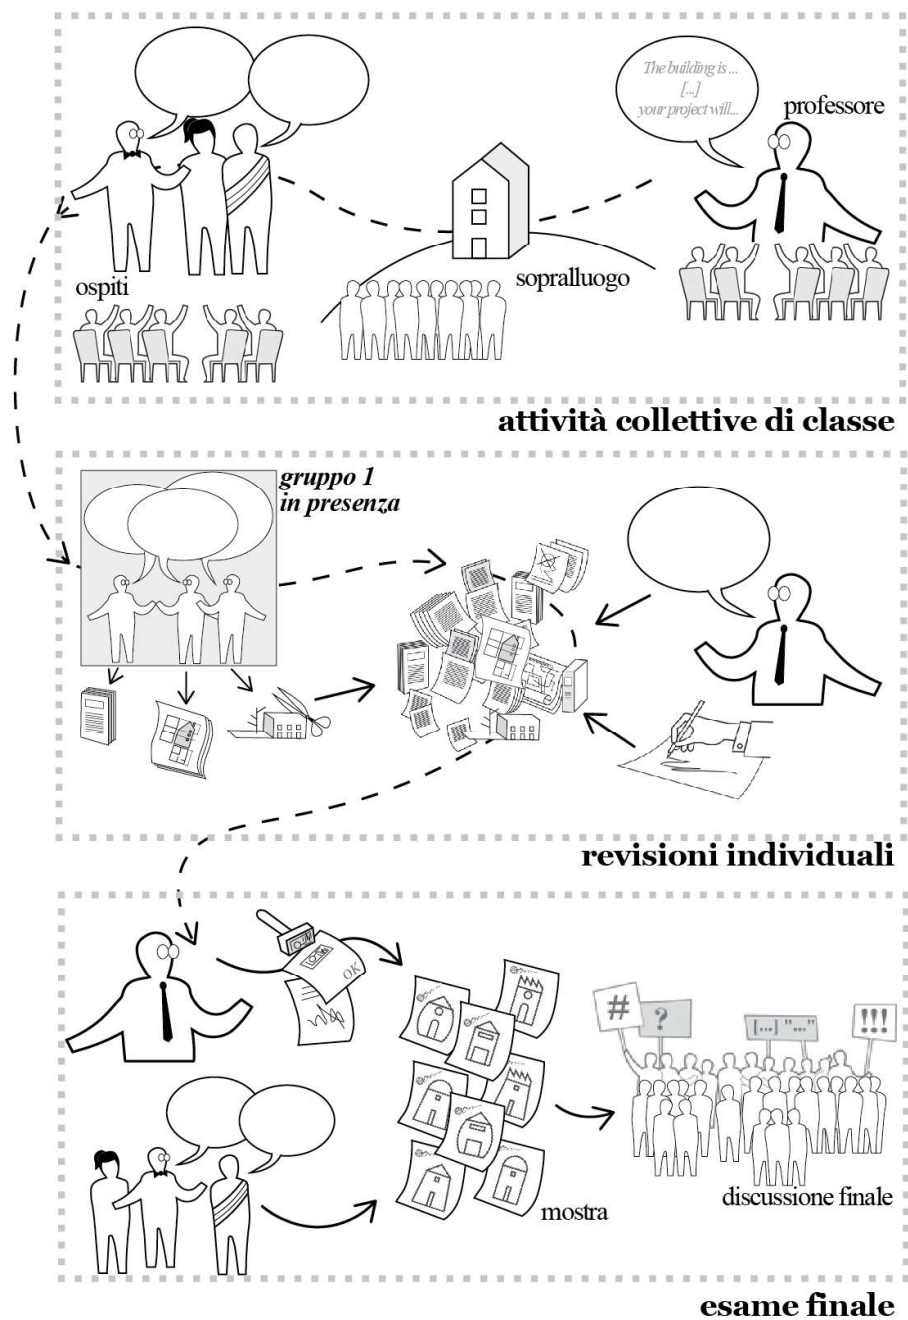 The building is ...
[...]
your project will...
professore
ospiti
sopralluogo
attività collettive di classe
gruppo 1
in presenza
revisioni individuali
OK
#
?
[...] "..."
!!!
mostra
discussione finale
esame finale